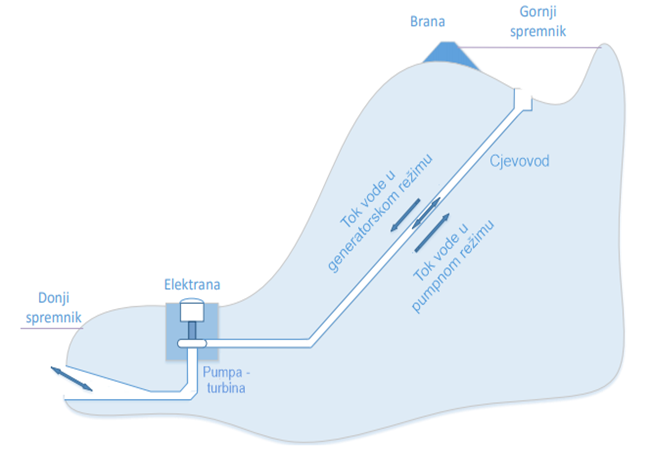 Brana
Gornji
spremnik
Cjevovod
Tok vode u
generatorskom režimu
Tok vode u
pumpnom režimu
Elektrana
Donji
spremnik
Pumpa -
turbina